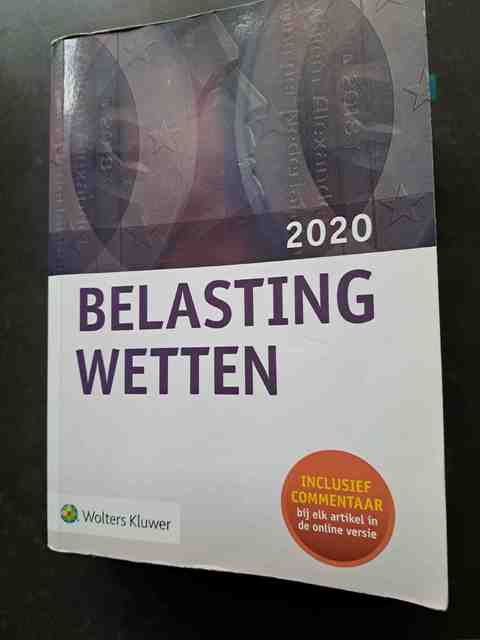 2020
BELASTING
WETTEN
INCLUSIEF
COMMENTAAR
bij elk artikel in
de online versie
Wolters Kluwer